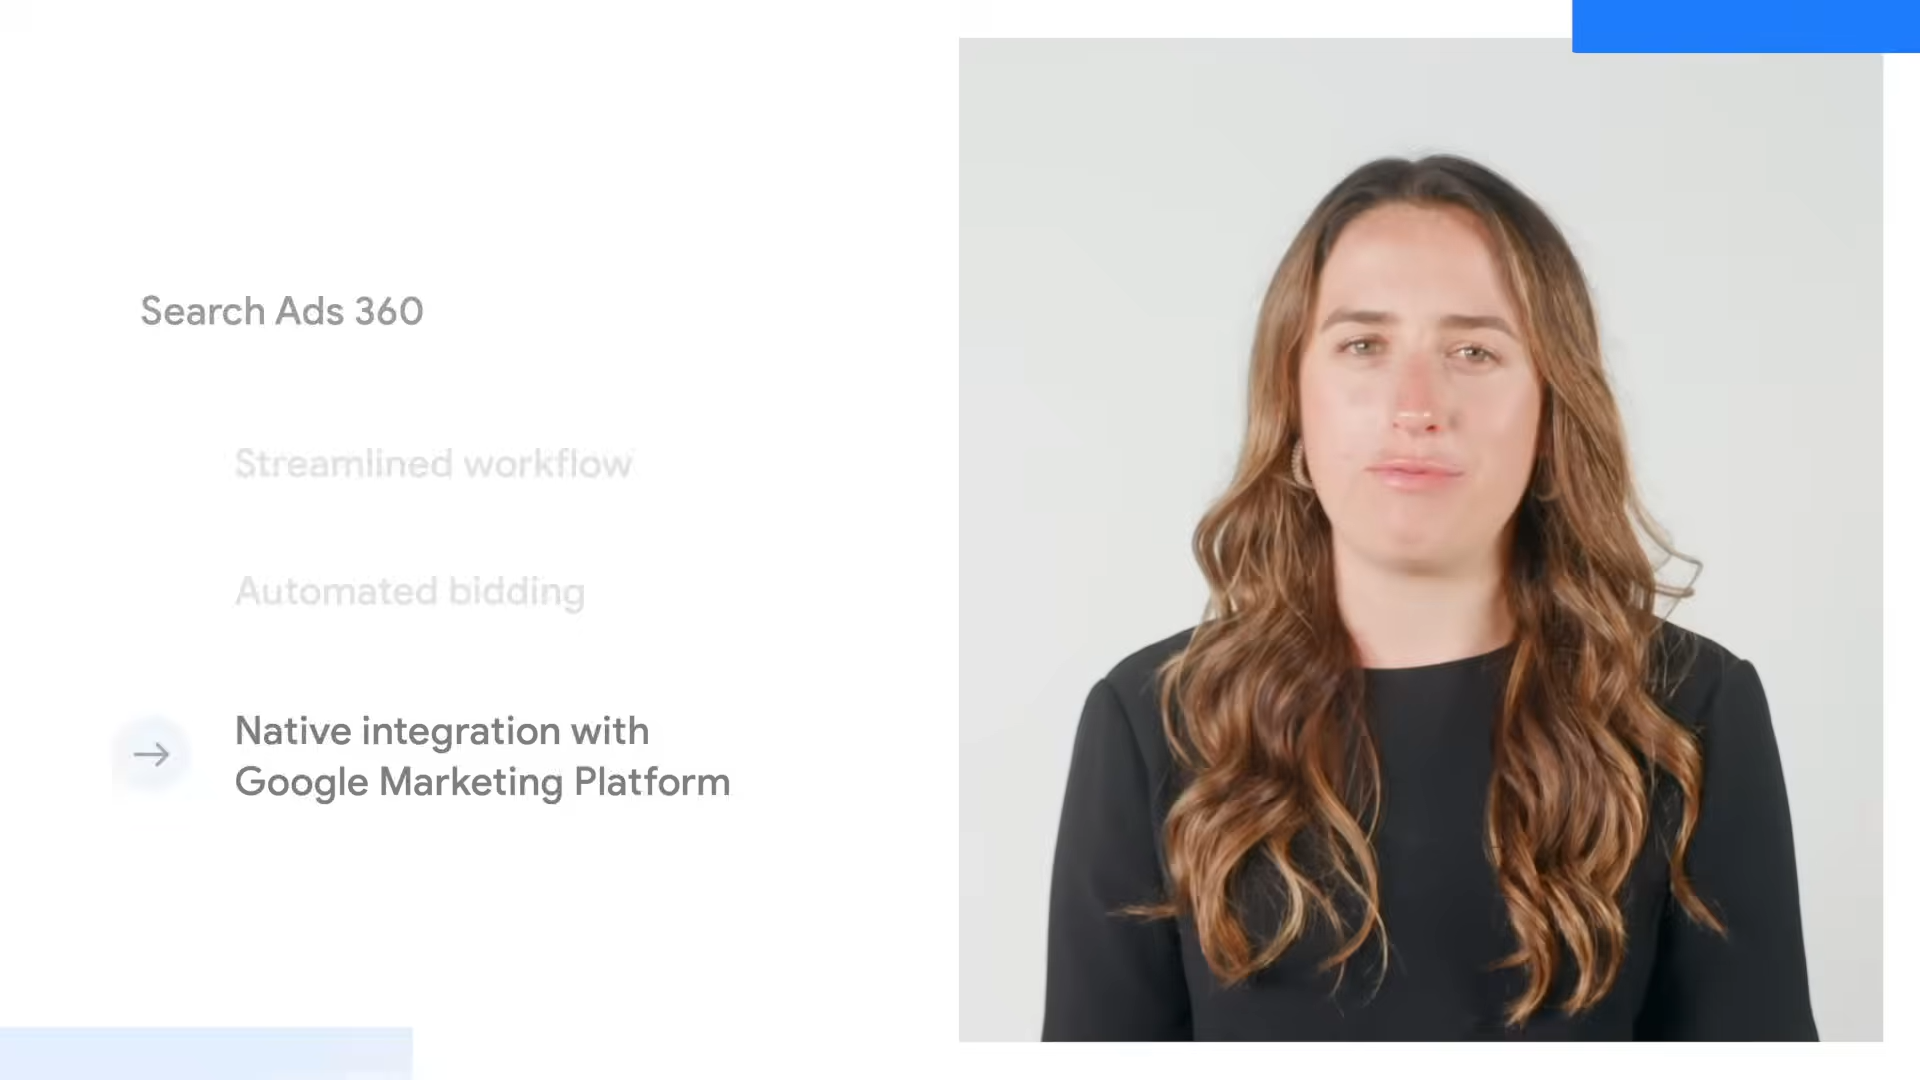 Search Ads 360
Streamlined workflow
Automated bidding
Native integration with
Google Marketing Platform